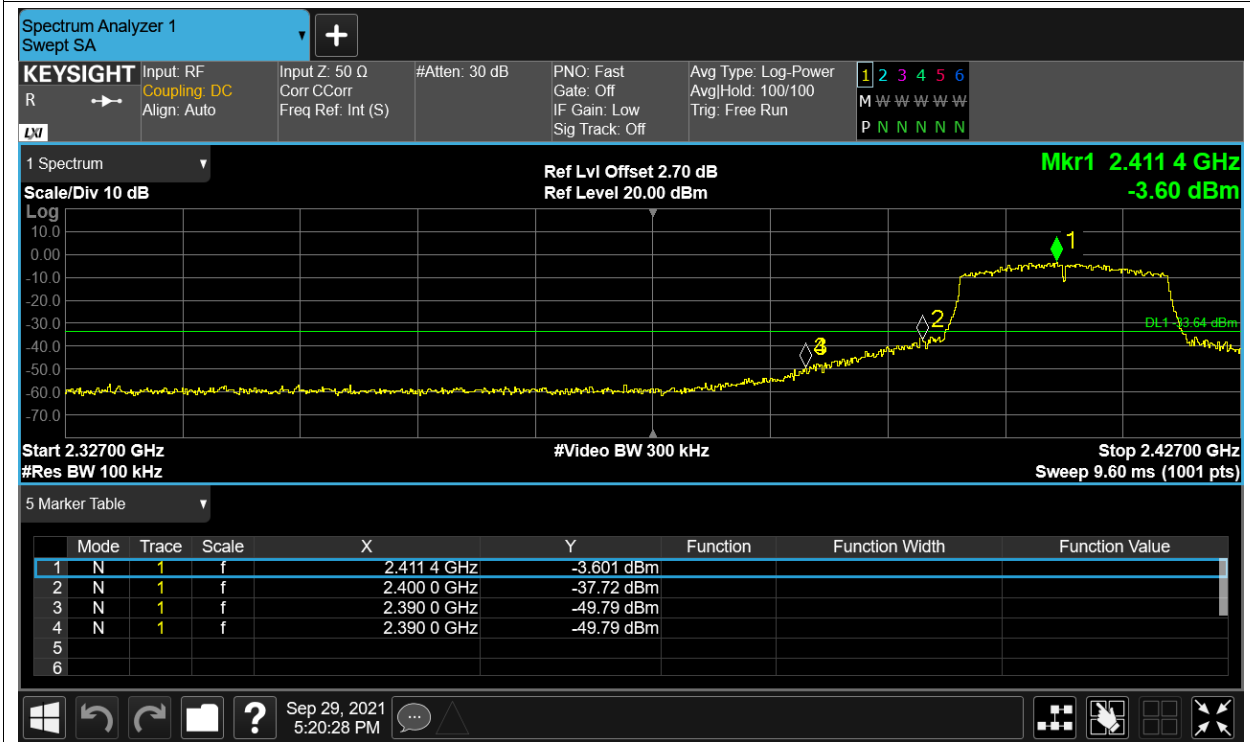 Spectrum Analyzer 1
Swept SA
+
KEYSIGHT
R
LXI
Input: RF
Coupling: DC
Align: Auto
Input Z: 50 Ω
Corr CCorr
Freq Ref: Int (S)
#Atten: 30 dB
PNO: Fast
Gate: Off
IF Gain: Low
Sig Track: Off
Avg Type: Log-Power
Avg|Hold: 100/100
Trig: Free Run
1 2 3 4 5 6
M W W W W W
P N N N N N
1 Spectrum
Scale/Div 10 dB
Ref Lvl Offset 2.70 dB
Ref Level 20.00 dBm
Mkr1 2.411 4 GHz
-3.60 dBm
Log
10.0
0.00
-10.0
-20.0
-30.0
-40.0
-50.0
-60.0
-70.0
1
2
3
DL1 -33.64 dBm
Start 2.32700 GHz
#Video BW 300 kHz
Stop 2.42700 GHz
#Res BW 100 kHz
Sweep 9.60 ms (1001 pts)
5 Marker Table
Mode Trace Scale X Y Function Function Width Function Value
1 N 1 f 2.411 4 GHz -3.601 dBm
2 N 1 f 2.400 0 GHz -37.72 dBm
3 N 1 f 2.390 0 GHz -49.79 dBm
4 N 1 f 2.390 0 GHz -49.79 dBm
5
6
?
Sep 29, 2021
5:20:28 PM